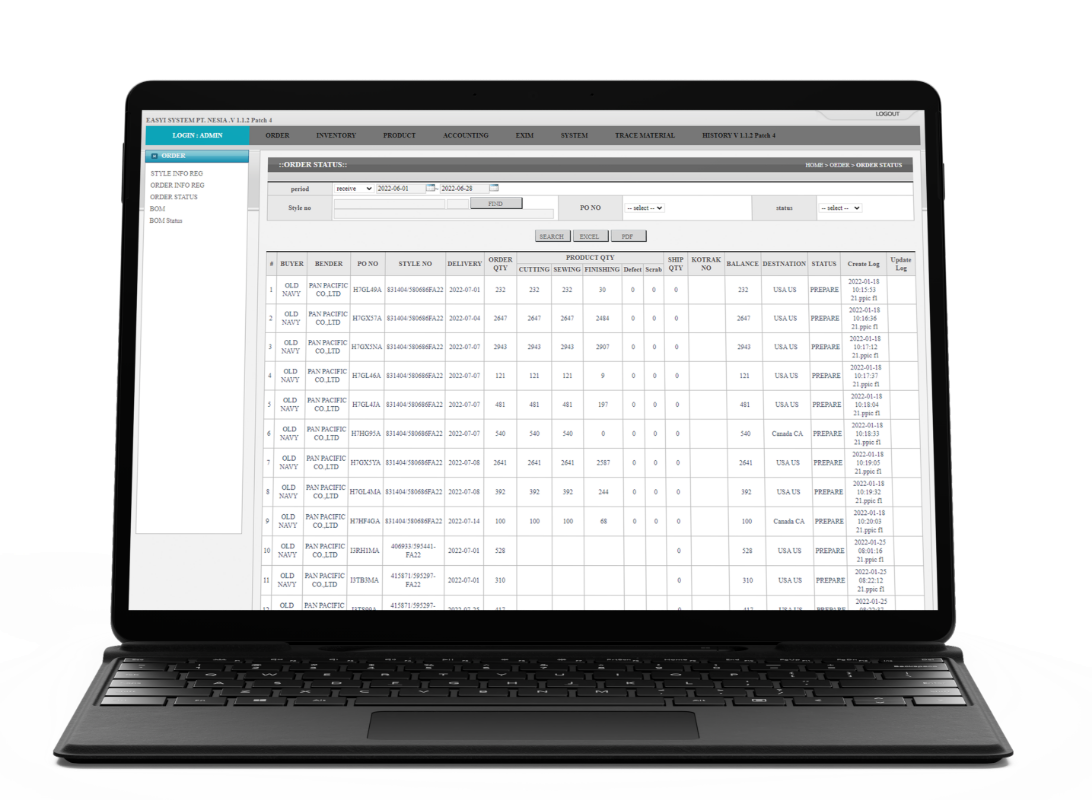 LOGOUT
EASYI SYSTEM PT. NESIA .V 1.1.2 Patch 4
LOGIN : ADMIN ORDER INVENTORY PRODUCT ACCOUNTING EXIM SYSTEM TRACE MATERIAL HISTORY V 1.1.2 Patch 4
ORDER
STYLE INFO REG
ORDER INFO REG
ORDER STATUS
BOM
BOM Status
::ORDER STATUS:: HOME > ORDER > ORDER STATUS
period receive 2022-06-01 - 2022-06-28
Style no FIND PO NO -- select -- status -- select --
SEARCH EXCEL PDF
# BUYER BENDER PO NO STYLE NO DELIVERY ORDER QTY PRODUCT QTY SHIP QTY KOTRAK NO BALANCE DESTNATION STATUS Create Log Update Log
CUTTING SEWING FINISHING Defect Scrab
1 OLD NAVY PAN PACIFIC CO.,LTD H7GL49A 831404/580686FA22 2022-07-01 232 232 232 30 0 0 0 232 USA US PREPARE 2022-01-18 10:15:53 21.ppic f1
2 OLD NAVY PAN PACIFIC CO.,LTD H7GX57A 831404/580686FA22 2022-07-04 2647 2647 2647 2484 0 0 0 2647 USA US PREPARE 2022-01-18 10:16:36 21.ppic f1
3 OLD NAVY PAN PACIFIC CO.,LTD H7GX5NA 831404/580686FA22 2022-07-07 2943 2943 2943 2907 0 0 0 2943 USA US PREPARE 2022-01-18 10:17:12 21.ppic f1
4 OLD NAVY PAN PACIFIC CO.,LTD H7GL46A 831404/580686FA22 2022-07-07 121 121 121 9 0 0 0 121 USA US PREPARE 2022-01-18 10:17:37 21.ppic f1
5 OLD NAVY PAN PACIFIC CO.,LTD H7GL4JA 831404/580686FA22 2022-07-07 481 481 481 197 0 0 0 481 USA US PREPARE 2022-01-18 10:18:04 21.ppic f1
6 OLD NAVY PAN PACIFIC CO.,LTD H7HG95A 831404/580686FA22 2022-07-07 540 540 540 0 0 0 0 540 Canada CA PREPARE 2022-01-18 10:18:33 21.ppic f1
7 OLD NAVY PAN PACIFIC CO.,LTD H7GX5YA 831404/580686FA22 2022-07-08 2641 2641 2641 2587 0 0 0 2641 USA US PREPARE 2022-01-18 10:19:05 21.ppic f1
8 OLD NAVY PAN PACIFIC CO.,LTD H7GL4MA 831404/580686FA22 2022-07-08 392 392 392 244 0 0 0 392 USA US PREPARE 2022-01-18 10:19:32 21.ppic f1
9 OLD NAVY PAN PACIFIC CO.,LTD H7HF4GA 831404/580686FA22 2022-07-14 100 100 100 68 0 0 0 100 Canada CA PREPARE 2022-01-18 10:20:03 21.ppic f1
10 OLD NAVY PAN PACIFIC CO.,LTD I3RH1MA 406933/595441-FA22 2022-07-01 528 0 528 USA US PREPARE 2022-01-25 08:01:16 21.ppic f1
11 OLD NAVY PAN PACIFIC CO.,LTD I3TB3MA 415871/595297-FA22 2022-07-01 310 0 310 USA US PREPARE 2022-01-25 08:22:12 21.ppic f1
OLD PAN PACIFIC 415871/595297- 2022-01-25